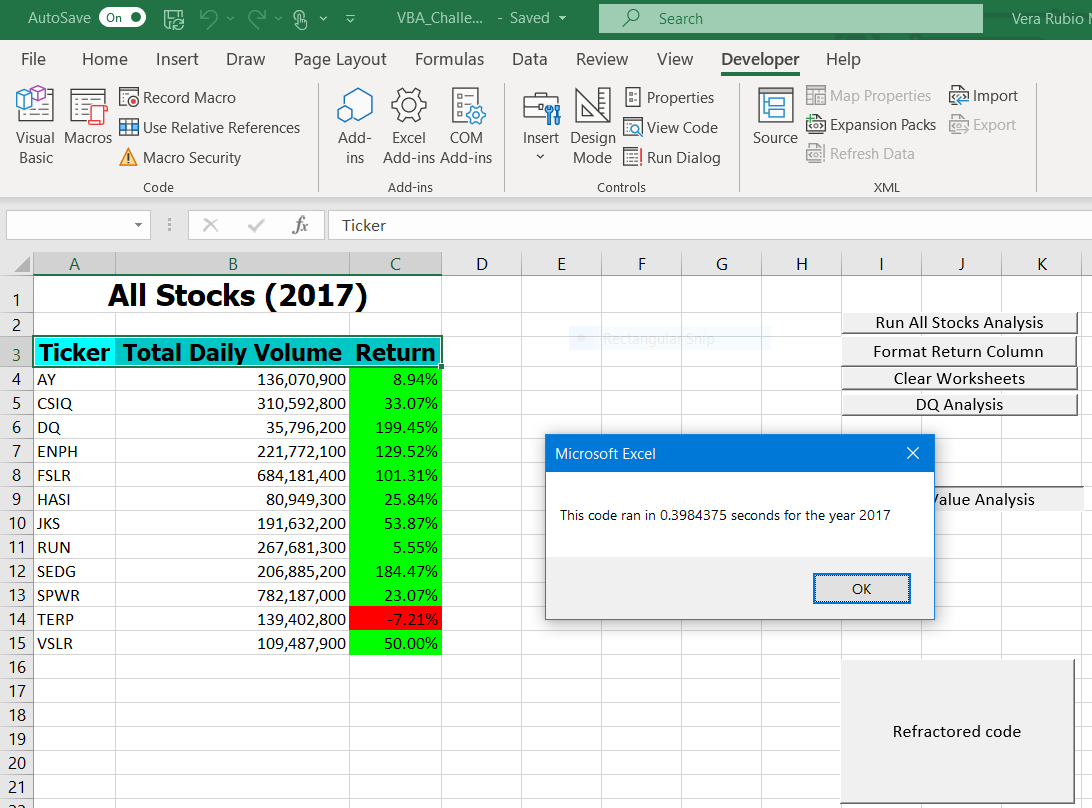 AutoSave On VBA_Challe... - Saved Search Vera Rubio
File Home Insert Draw Page Layout Formulas Data Review View Developer Help
Visual Basic
Macros
Record Macro
Use Relative References
Macro Security
Code
Add-ins
Excel Add-ins
COM Add-ins
Add-ins
Insert
Design Mode
Properties
View Code
Run Dialog
Controls
Source
Map Properties
Expansion Packs
Refresh Data
Import
Export
XML
fx Ticker
A B C D E F G H I J K
1 All Stocks (2017)
2 Run All Stocks Analysis
Rectangular Snip
3 Ticker Total Daily Volume Return Format Return Column
4 AY 136,070,900 8.94% Clear Worksheets
5 CSIQ 310,592,800 33.07% DQ Analysis
6 DQ 35,796,200 199.45%
7 ENPH 221,772,100 129.52%
8 FSLR 684,181,400 101.31%
9 HASI 80,949,300 25.84% Value Analysis
10 JKS 191,632,200 53.87%
11 RUN 267,681,300 5.55%
12 SEDG 206,885,200 184.47%
13 SPWR 782,187,000 23.07%
14 TERP 139,402,800 -7.21%
15 VSLR 109,487,900 50.00%
16
17
18
19
20
21
Microsoft Excel
This code ran in 0.3984375 seconds for the year 2017
OK
Refractored code